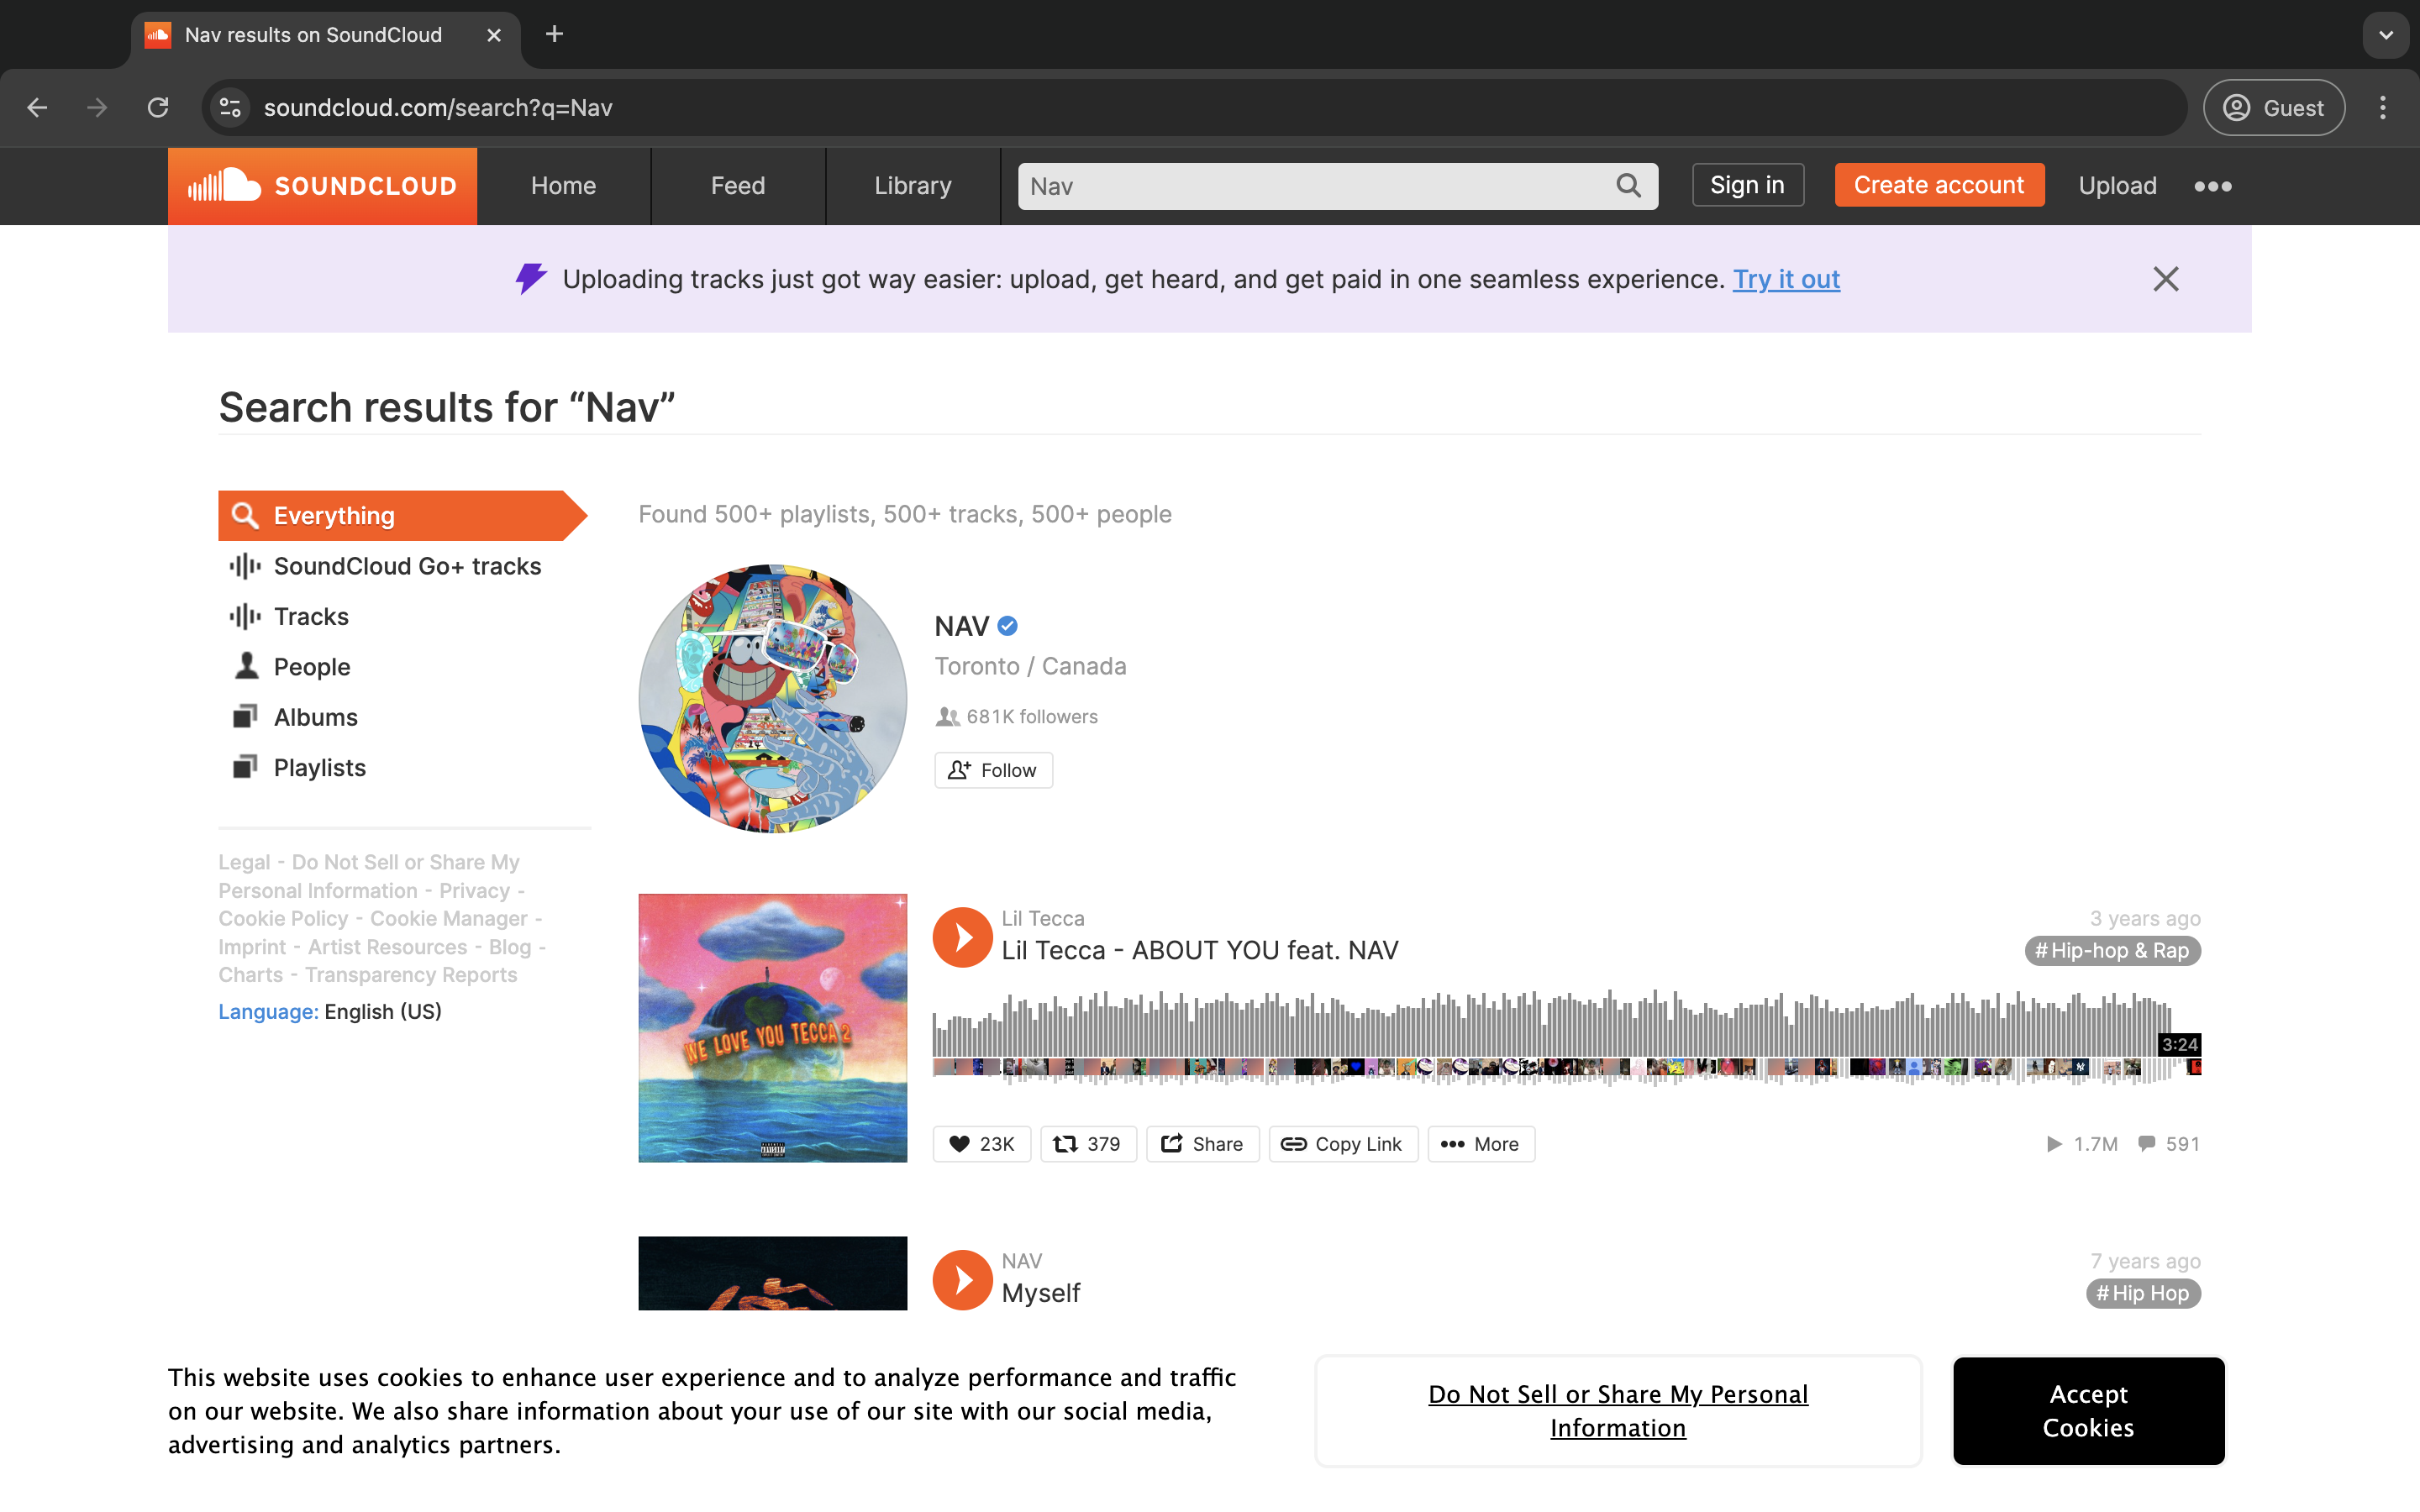 Nav results on SoundCloud
soundcloud.com/search?q=Nav
Guest
SOUNDCLOUD
Home
Feed
Library
Nav
Sign in
Create account
Upload
Uploading tracks just got way easier: upload, get heard, and get paid in one seamless experience. Try it out
Search results for “Nav”
Everything
SoundCloud Go+ tracks
Tracks
People
Albums
Playlists
Legal - Do Not Sell or Share My
Personal Information - Privacy -
Cookie Policy - Cookie Manager -
Imprint - Artist Resources - Blog -
Charts - Transparency Reports
Language: English (US)
Found 500+ playlists, 500+ tracks, 500+ people
NAV
Toronto / Canada
681K followers
Follow
WE LOVE YOU TECCA 2
Lil Tecca
Lil Tecca - ABOUT YOU feat. NAV
3 years ago
# Hip-hop & Rap
3:24
23K
379
Share
Copy Link
More
1.7M
591
NAV
Myself
7 years ago
# Hip Hop
This website uses cookies to enhance user experience and to analyze performance and traffic
on our website. We also share information about your use of our site with our social media,
advertising and analytics partners.
Do Not Sell or Share My Personal
Information
Accept
Cookies